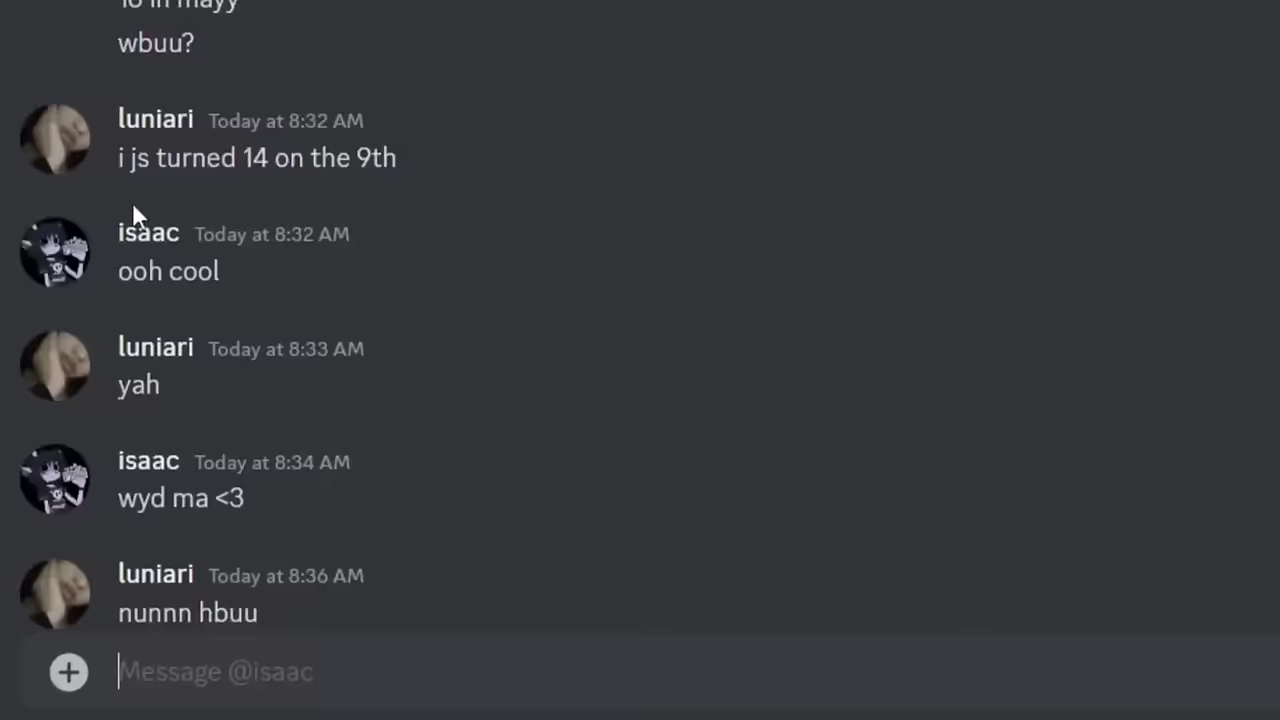 in mayy
wbuu?
luniari Today at 8:32 AM
i js turned 14 on the 9th
isaac Today at 8:32 AM
ooh cool
luniari Today at 8:33 AM
yah
isaac Today at 8:34 AM
wyd ma <3
luniari Today at 8:36 AM
nunnn hbuu
Message @isaac